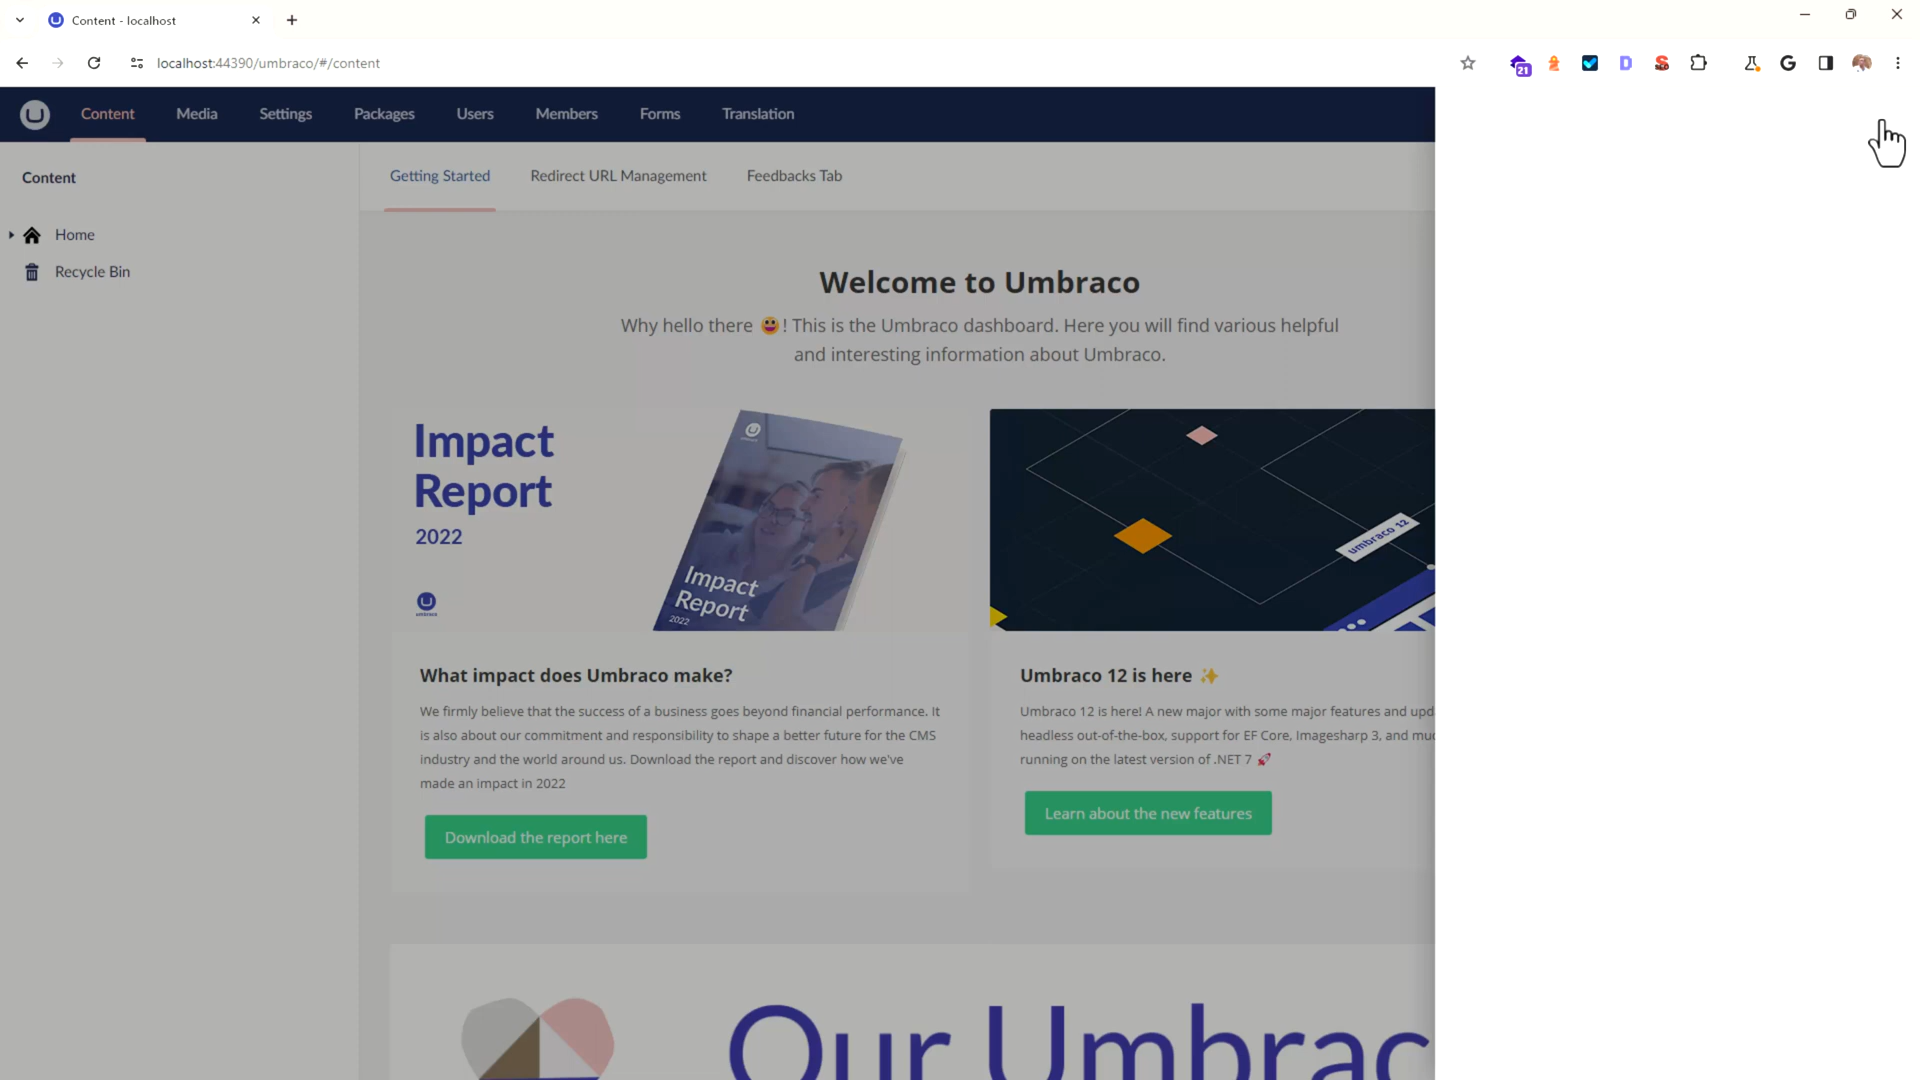 Content - localhost
localhost:44390/umbraco/#/content
21
Content
Media
Settings
Packages
Users
Members
Forms
Translation
Content
Home
Recycle Bin
Getting Started
Redirect URL Management
Feedbacks Tab
Welcome to Umbraco
Why hello there 😀! This is the Umbraco dashboard. Here you will find various helpful
and interesting information about Umbraco.
Impact
Report
2022
umbraco
Impact
Report
2022
umbraco 12
What impact does Umbraco make?
We firmly believe that the success of a business goes beyond financial performance. It
is also about our commitment and responsibility to shape a better future for the CMS
industry and the world around us. Download the report and discover how we've
made an impact in 2022
Download the report here
Umbraco 12 is here ✨
Umbraco 12 is here! A new major with some major features and upd
headless out-of-the-box, support for EF Core, Imagesharp 3, and muc
running on the latest version of .NET 7 🚀
Learn about the new features
Our Umbrac